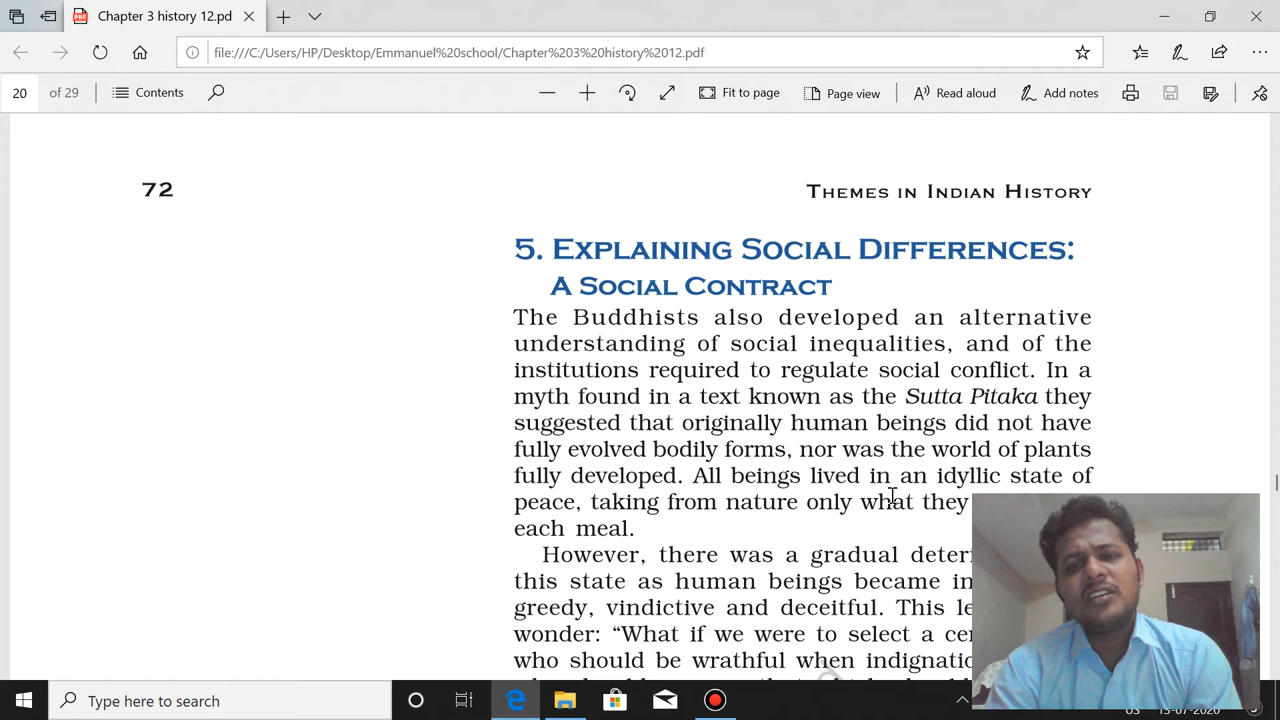 Chapter 3 history 12.pdf
file:///C:/Users/HP/Desktop/Emmanuel%20school/Chapter%203%20history%2012.pdf
20 of 29 Contents Fit to page Page view Read aloud Add notes
72 THEMES IN INDIAN HISTORY
5. EXPLAINING SOCIAL DIFFERENCES:
A SOCIAL CONTRACT
The Buddhists also developed an alternative
understanding of social inequalities, and of the
institutions required to regulate social conflict. In a
myth found in a text known as the Sutta Pitaka they
suggested that originally human beings did not have
fully evolved bodily forms, nor was the world of plants
fully developed. All beings lived in an idyllic state of
peace, taking from nature only what they
each meal.
However, there was a gradual
this state as human beings became
greedy, vindictive and deceitful. This
wonder: “What if we were to select a
who should be wrathful when
Type here to search
13-07-2020